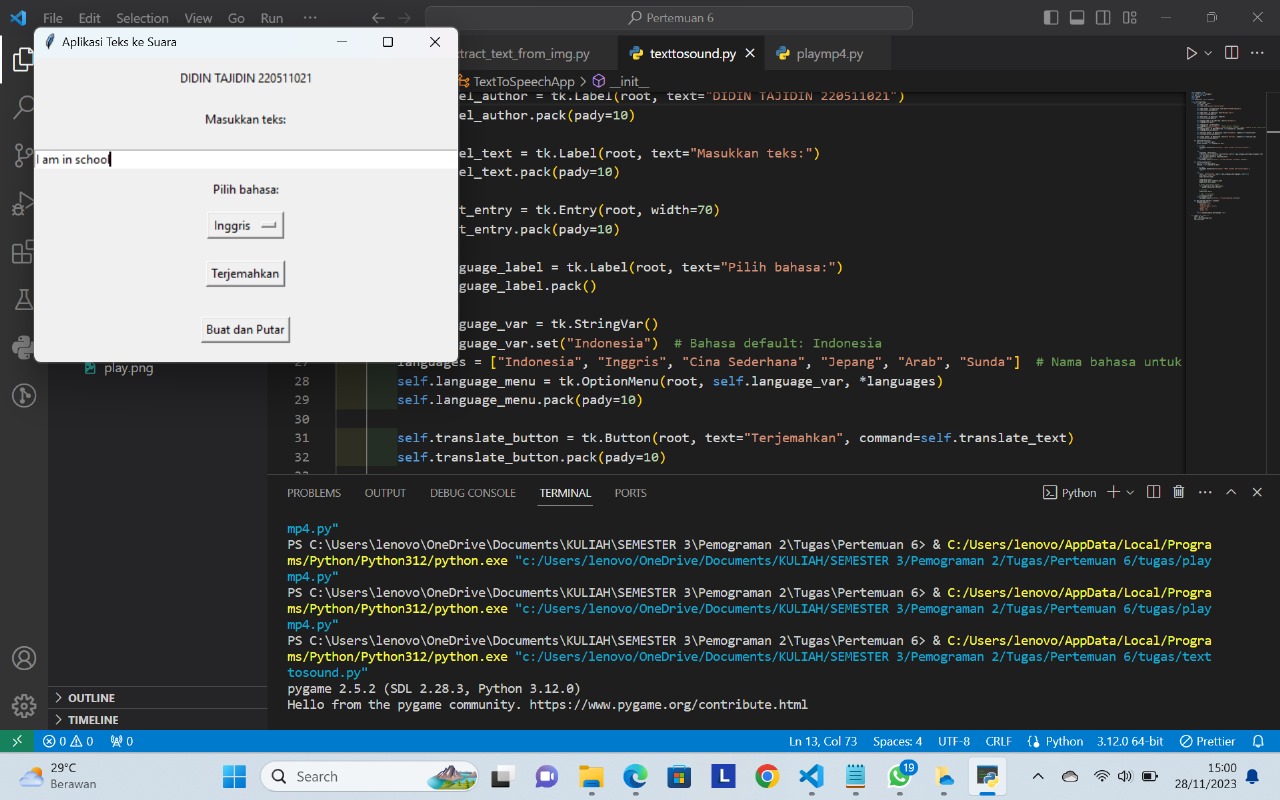 File Edit Selection View Go Run ···
Pertemuan 6
Aplikasi Teks ke Suara
DIDIN TAJIDIN 220511021
Masukkan teks:
I am in school
Pilih bahasa:
Inggris
Terjemahkan
Buat dan Putar
play.png
OUTLINE
TIMELINE
xtract_text_from_img.py texttosound.py playmp4.py
TextToSpeechApp > __init__
el_author = tk.Label(root, text="DIDIN TAJIDIN 220511021")
el_author.pack(pady=10)
el_text = tk.Label(root, text="Masukkan teks:")
el_text.pack(pady=10)
t_entry = tk.Entry(root, width=70)
t_entry.pack(pady=10)
guage_label = tk.Label(root, text="Pilih bahasa:")
guage_label.pack()
guage_var = tk.StringVar()
guage_var.set("Indonesia")  # Bahasa default: Indonesia
27 languages = ["Indonesia", "Inggris", "Cina Sederhana", "Jepang", "Arab", "Sunda"]  # Nama bahasa untuk
28 self.language_menu = tk.OptionMenu(root, self.language_var, *languages)
29 self.language_menu.pack(pady=10)
30
31 self.translate_button = tk.Button(root, text="Terjemahkan", command=self.translate_text)
32 self.translate_button.pack(pady=10)
PROBLEMS OUTPUT DEBUG CONSOLE TERMINAL PORTS
Python
mp4.py"
PS C:\Users\lenovo\OneDrive\Documents\KULIAH\SEMESTER 3\Pemograman 2\Tugas\Pertemuan 6> & C:/Users/lenovo/AppData/Local/Progra
ms/Python/Python312/python.exe "c:/Users/lenovo/OneDrive/Documents/KULIAH/SEMESTER 3/Pemograman 2/Tugas/Pertemuan 6/tugas/play
mp4.py"
PS C:\Users\lenovo\OneDrive\Documents\KULIAH\SEMESTER 3\Pemograman 2\Tugas\Pertemuan 6> & C:/Users/lenovo/AppData/Local/Progra
ms/Python/Python312/python.exe "c:/Users/lenovo/OneDrive/Documents/KULIAH/SEMESTER 3/Pemograman 2/Tugas/Pertemuan 6/tugas/play
mp4.py"
PS C:\Users\lenovo\OneDrive\Documents\KULIAH\SEMESTER 3\Pemograman 2\Tugas\Pertemuan 6> & C:/Users/lenovo/AppData/Local/Progra
ms/Python/Python312/python.exe "c:/Users/lenovo/OneDrive/Documents/KULIAH/SEMESTER 3/Pemograman 2/Tugas/Pertemuan 6/tugas/text
tosound.py"
pygame 2.5.2 (SDL 2.28.3, Python 3.12.0)
Hello from the pygame community. https://www.pygame.org/contribute.html
0 0 0 Ln 13, Col 73 Spaces: 4 UTF-8 CRLF Python 3.12.0 64-bit Prettier
29°C
Berawan
Search
19
15:00
28/11/2023